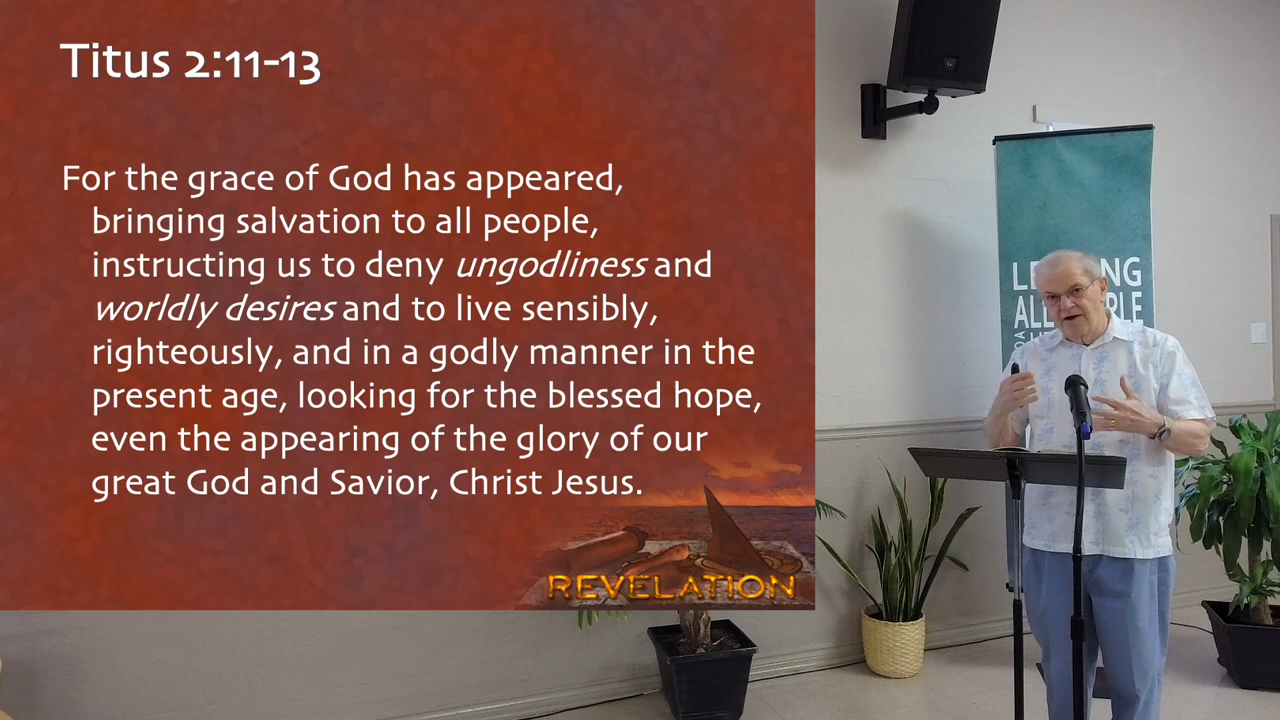 Titus 2:11-13
For the grace of God has appeared,
bringing salvation to all people,
instructing us to deny ungodliness and
worldly desires and to live sensibly,
righteously, and in a godly manner in the
present age, looking for the blessed hope,
even the appearing of the glory of our
great God and Savior, Christ Jesus.
REVELATION
ALL